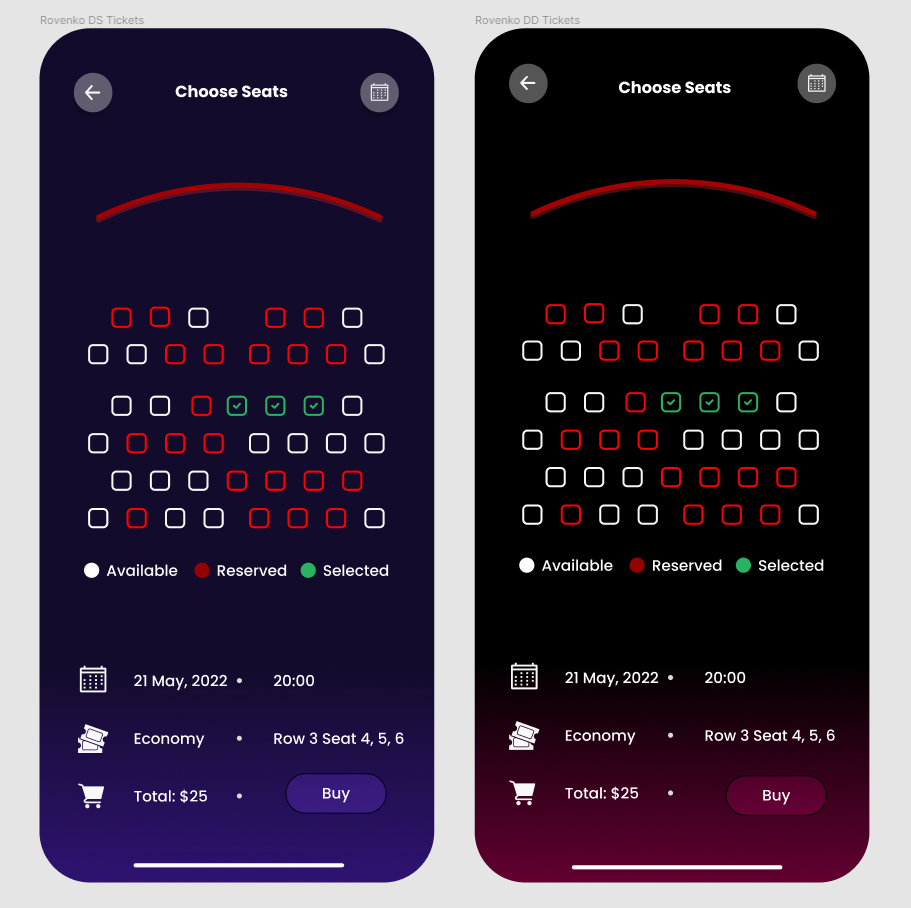 Rovenko DS Tickets
Choose Seats
Available Reserved Selected
21 May, 2022 • 20:00
Economy • Row 3 Seat 4, 5, 6
Total: $25 • Buy
Rovenko DD Tickets
Choose Seats
Available Reserved Selected
21 May, 2022 • 20:00
Economy • Row 3 Seat 4, 5, 6
Total: $25 • Buy